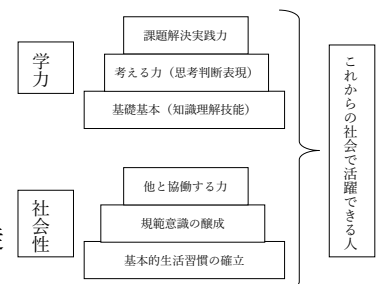 学力
課題解決実践力
考える力（思考判断表現）
基礎基本（知識理解技能）
社会性
他と協働する力
規範意識の醸成
基本的生活習慣の確立
これからの社会で活躍できる人